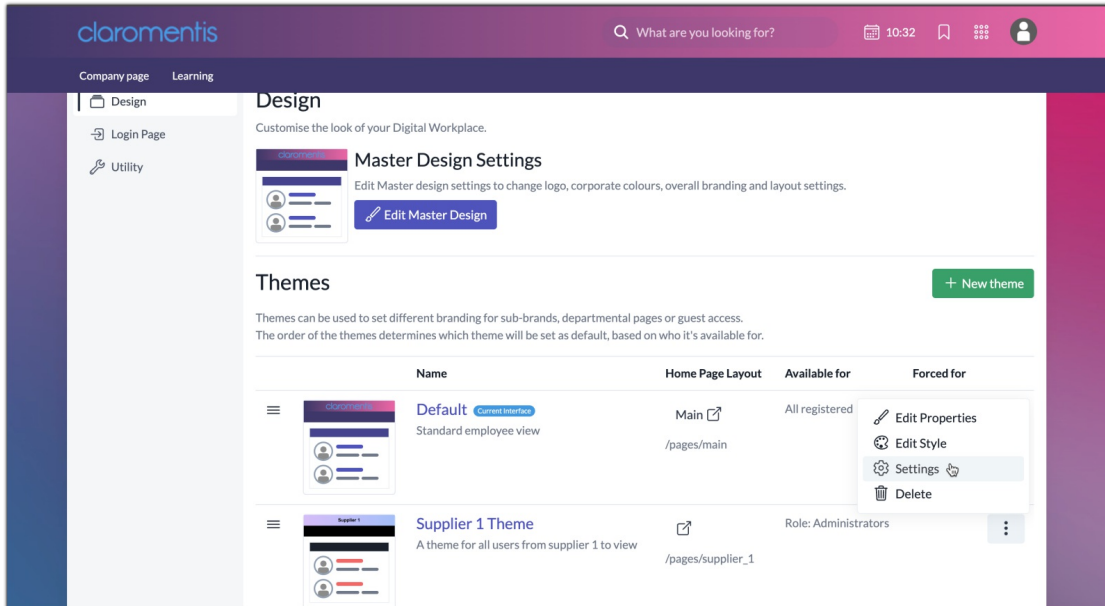 claromentis
What are you looking for?
10:32
Company page Learning
Design
Login Page
Utility
Design
Customise the look of your Digital Workplace.
claromentis
Master Design Settings
Edit Master design settings to change logo, corporate colours, overall branding and layout settings.
Edit Master Design
Themes
+ New theme
Themes can be used to set different branding for sub-brands, departmental pages or guest access.
The order of the themes determines which theme will be set as default, based on who it's available for.
Name Home Page Layout Available for Forced for
claromentis
Default Current Interface
Standard employee view
Main
/pages/main
All registered
Edit Properties
Edit Style
Settings
Delete
Supplier 1
Supplier 1 Theme
A theme for all users from supplier 1 to view
/pages/supplier_1
Role: Administrators